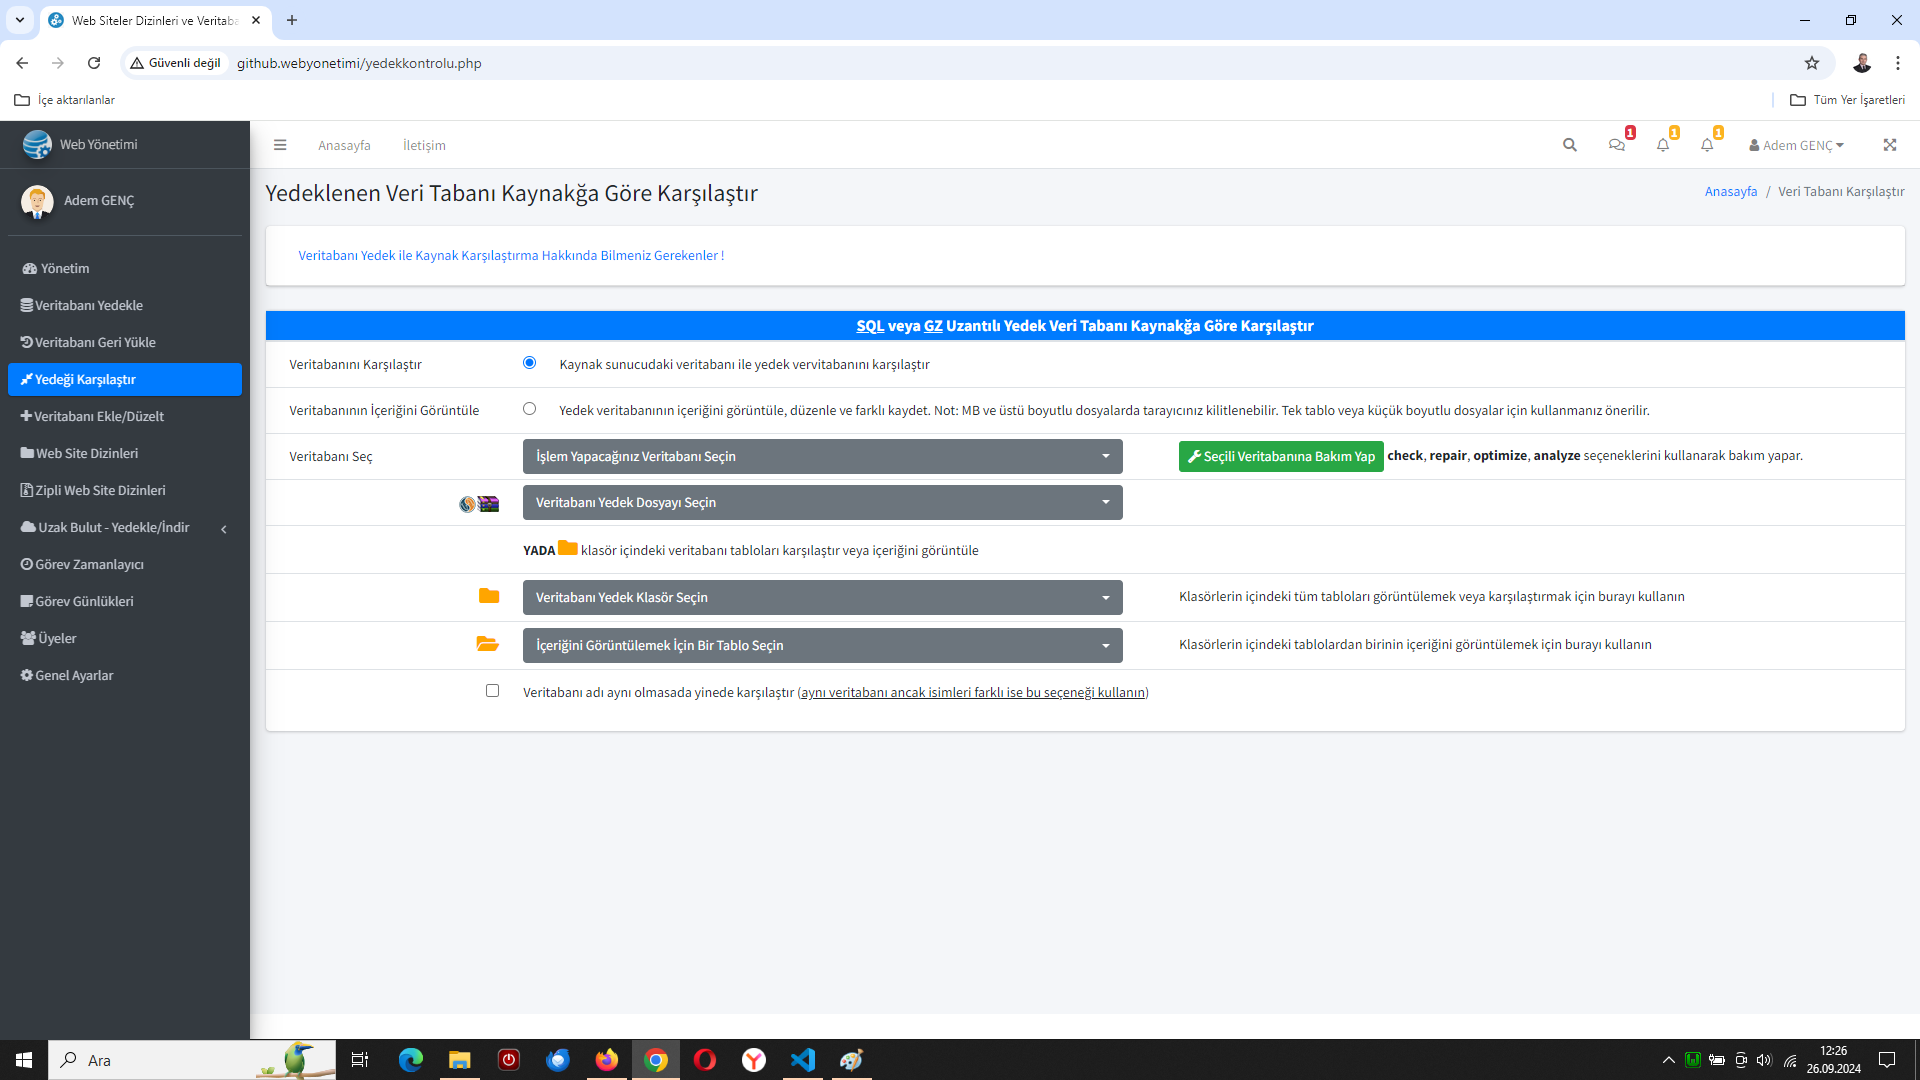 Web Siteler Dizinleri ve Veritaba
Güvenli değil
github.webyonetimi/yedekkontrolu.php
İçe aktarılanlar
Tüm Yer İşaretleri
Web Yönetimi
Anasayfa
İletişim
1
1
1
Adem GENÇ
Adem GENÇ
Yönetim
Veritabanı Yedekle
Veritabanı Geri Yükle
Yedeği Karşılaştır
Veritabanı Ekle/Düzelt
Web Site Dizinleri
Zipli Web Site Dizinleri
Uzak Bulut - Yedekle/İndir
Görev Zamanlayıcı
Görev Günlükleri
Üyeler
Genel Ayarlar
Yedeklenen Veri Tabanı Kaynakğa Göre Karşılaştır
Anasayfa / Veri Tabanı Karşılaştır
Veritabanı Yedek ile Kaynak Karşılaştırma Hakkında Bilmeniz Gerekenler !
SQL veya GZ Uzantılı Yedek Veri Tabanı Kaynakğa Göre Karşılaştır
Veritabanını Karşılaştır
Kaynak sunucudaki veritabanı ile yedek vervitabanını karşılaştır
Veritabanının İçeriğini Görüntüle
Yedek veritabanının içeriğini görüntüle, düzenle ve farklı kaydet. Not: MB ve üstü boyutlu dosyalarda tarayıcınız kilitlenebilir. Tek tablo veya küçük boyutlu dosyalar için kullanmanız önerilir.
Veritabanı Seç
İşlem Yapacağınız Veritabanı Seçin
Seçili Veritabanına Bakım Yap
check, repair, optimize, analyze seçeneklerini kullanarak bakım yapar.
Veritabanı Yedek Dosyayı Seçin
YADA klasör içindeki veritabanı tabloları karşılaştır veya içeriğini görüntüle
Veritabanı Yedek Klasör Seçin
Klasörlerin içindeki tüm tabloları görüntülemek veya karşılaştırmak için burayı kullanın
İçeriğini Görüntülemek İçin Bir Tablo Seçin
Klasörlerin içindeki tablolardan birinin içeriğini görüntülemek için burayı kullanın
Veritabanı adı aynı olmasada yinede karşılaştır (aynı veritabanı ancak isimleri farklı ise bu seçeneği kullanın)
Ara
12:26
26.09.2024